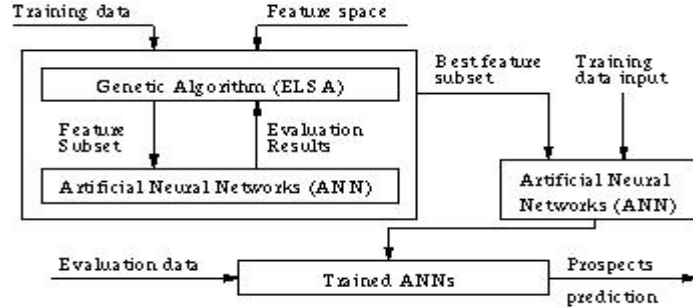 Training data
Feature space
Genetic Algorithm (ELSA)
Feature
Subset
Evaluation
Results
Artificial Neural Networks (ANN)
Best feature
subset
Training
data input
Artificial Neural
Networks (ANN)
Evaluation data
Trained ANNs
Prospects
prediction